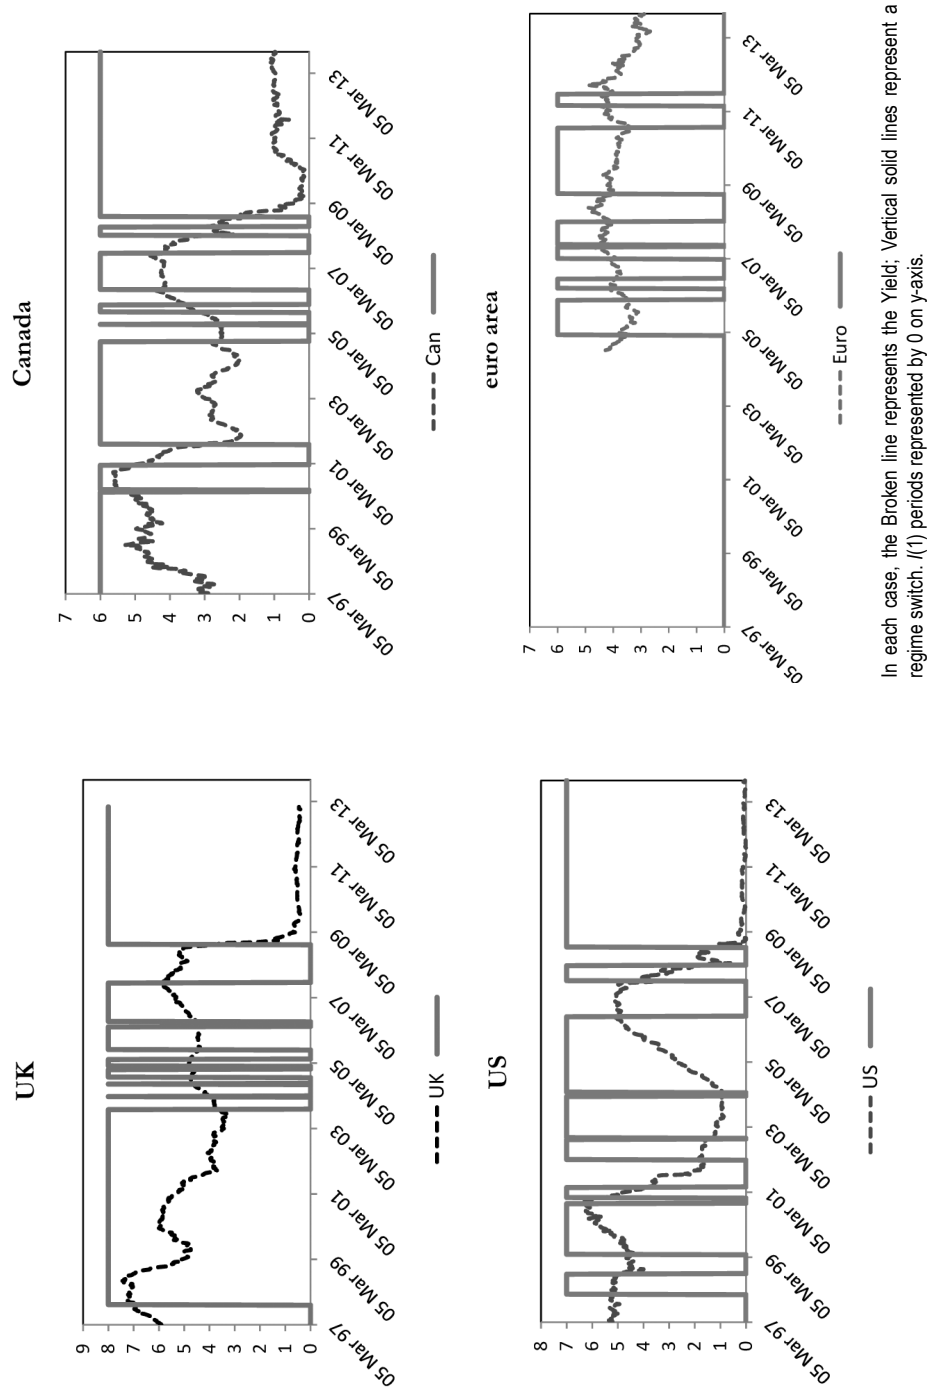 UK
9
8
7
6
5
4
3
2
1
0
05 Mar 97
05 Mar 99
05 Mar 01
05 Mar 03
05 Mar 05
05 Mar 07
05 Mar 09
05 Mar 11
05 Mar 13
UK
Canada
7
6
5
4
3
2
1
0
05 Mar 97
05 Mar 99
05 Mar 01
05 Mar 03
05 Mar 05
05 Mar 07
05 Mar 09
05 Mar 11
05 Mar 13
Can
US
8
7
6
5
4
3
2
1
0
05 Mar 97
05 Mar 99
05 Mar 01
05 Mar 03
05 Mar 05
05 Mar 07
05 Mar 09
05 Mar 11
05 Mar 13
US
euro area
7
6
5
4
3
2
1
0
05 Mar 97
05 Mar 99
05 Mar 01
05 Mar 03
05 Mar 05
05 Mar 07
05 Mar 09
05 Mar 11
05 Mar 13
Euro
In each case, the Broken line represents the Yield; Vertical solid lines represent a
regime switch. I(1) periods represented by 0 on y-axis.